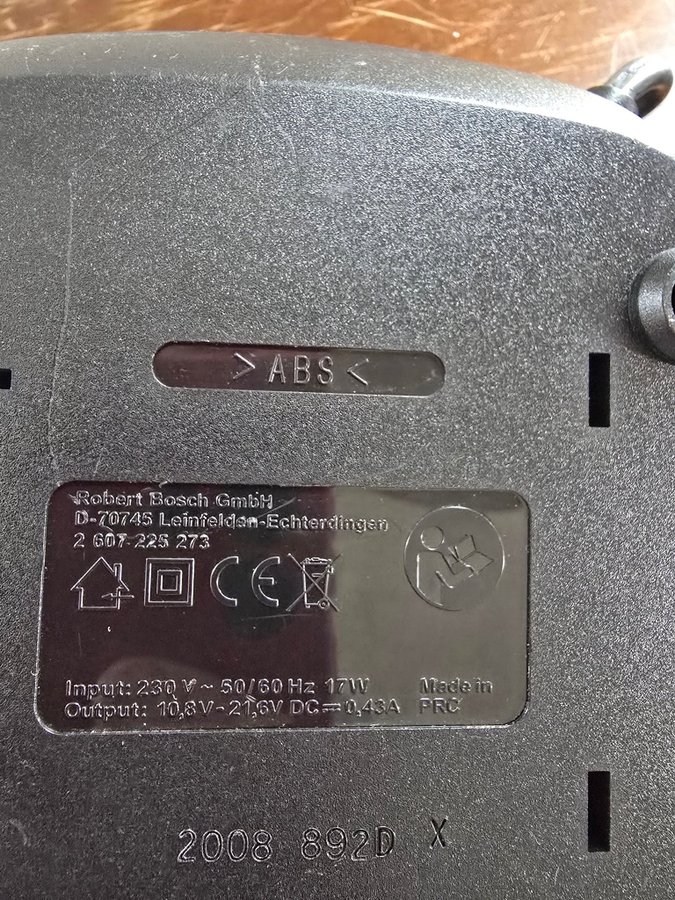 > ABS <
Robert Bosch GmbH
D-70745 Leinfelden-Echterdingen
2 607 225 273
CE
Input: 230 V ~ 50/60 Hz 17W
Output: 10,8V - 21,6V DC ⎓ 0,43A
Made in
PRC
2008 892D X